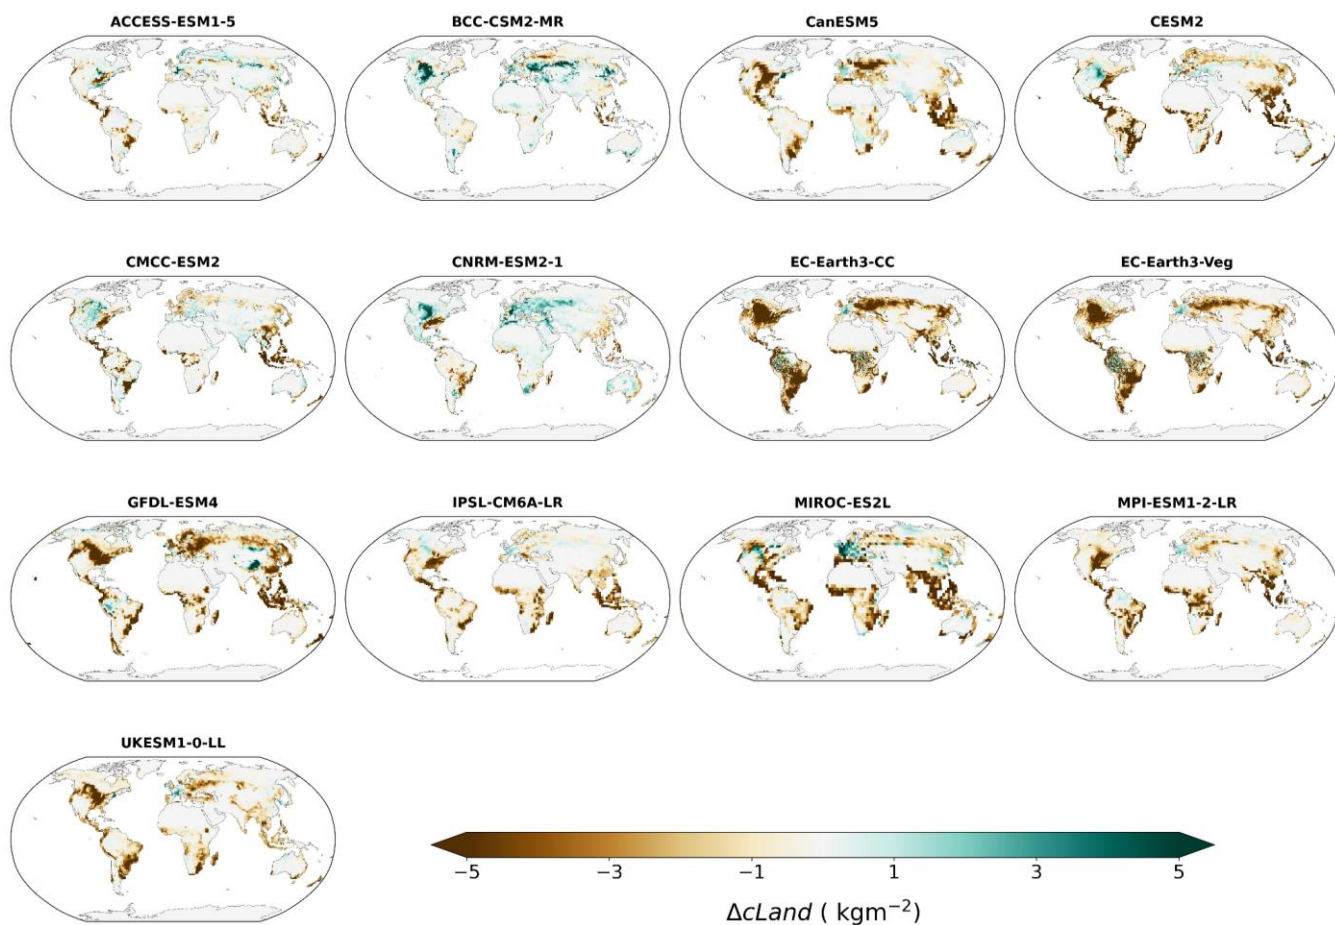 ACCESS-ESM1-5
BCC-CSM2-MR
CanESM5
CESM2
CMCC-ESM2
CNRM-ESM2-1
EC-Earth3-CC
EC-Earth3-Veg
GFDL-ESM4
IPSL-CM6A-LR
MIROC-ES2L
MPI-ESM1-2-LR
UKESM1-0-LL
−5 −3 −1 1 3 5
ΔcLand ( kgm⁻²)